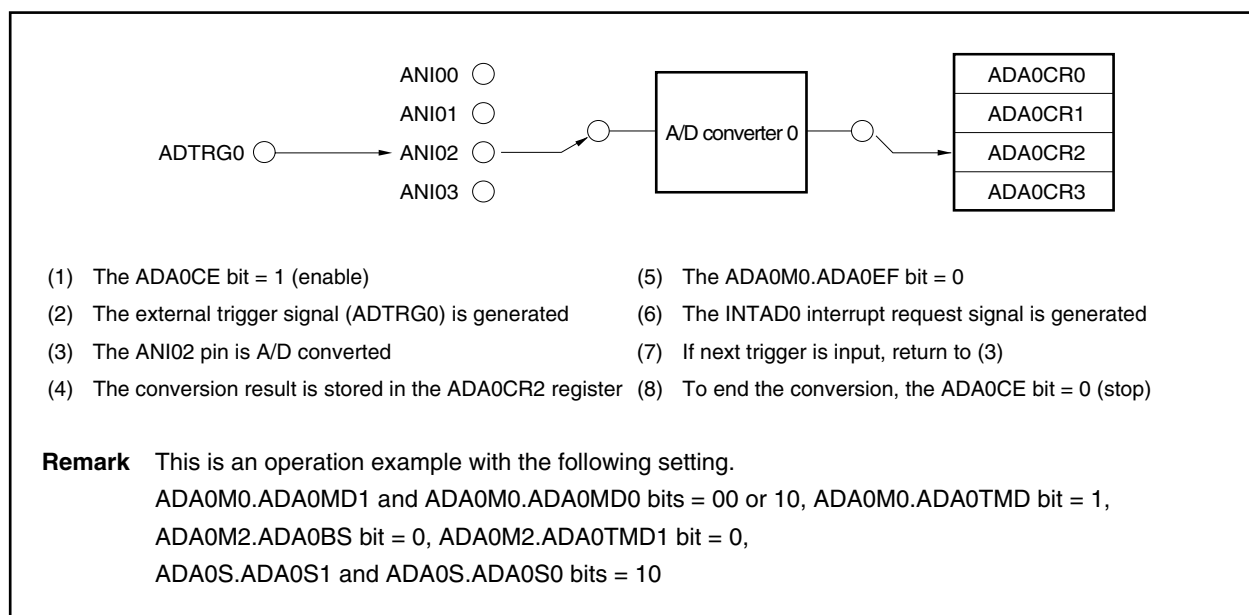 ANI00
ADA0CR0
ANI01
ADA0CR1
ADTRG0
ANI02
A/D converter 0
ADA0CR2
ANI03
ADA0CR3
(1) The ADA0CE bit = 1 (enable)
(2) The external trigger signal (ADTRG0) is generated
(3) The ANI02 pin is A/D converted
(4) The conversion result is stored in the ADA0CR2 register
(5) The ADA0M0.ADA0EF bit = 0
(6) The INTAD0 interrupt request signal is generated
(7) If next trigger is input, return to (3)
(8) To end the conversion, the ADA0CE bit = 0 (stop)
Remark This is an operation example with the following setting.
ADA0M0.ADA0MD1 and ADA0M0.ADA0MD0 bits = 00 or 10, ADA0M0.ADA0TMD bit = 1,
ADA0M2.ADA0BS bit = 0, ADA0M2.ADA0TMD1 bit = 0,
ADA0S.ADA0S1 and ADA0S.ADA0S0 bits = 10